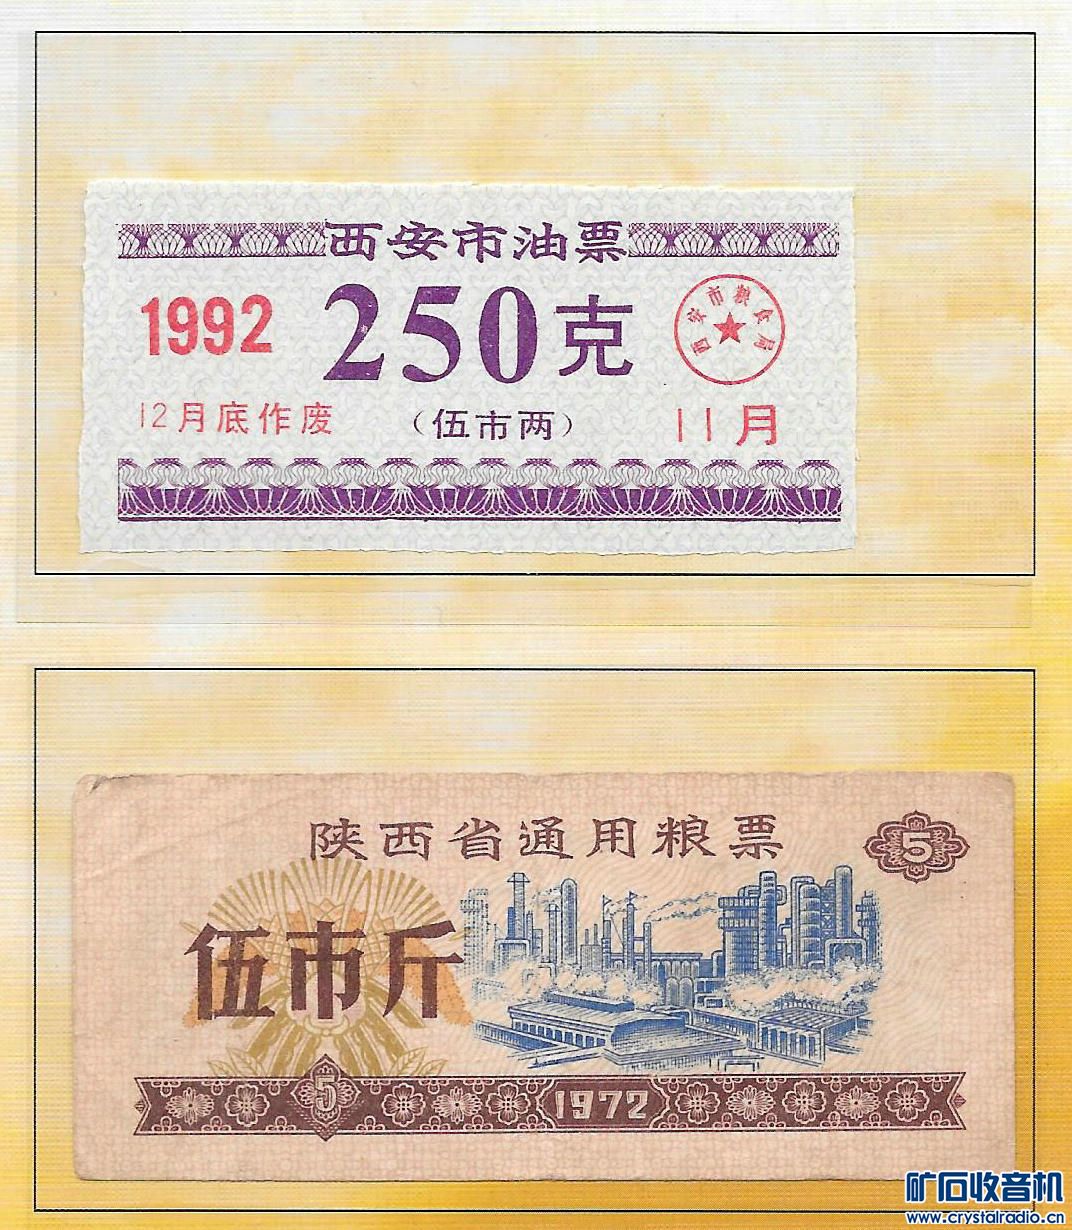 西安市油票
1992
250克
西安市粮食局
12月底作废
（伍市两）
11月
陕西省通用粮票
5
伍市斤
5
1972
矿石收音机
www.crystalradio.cn